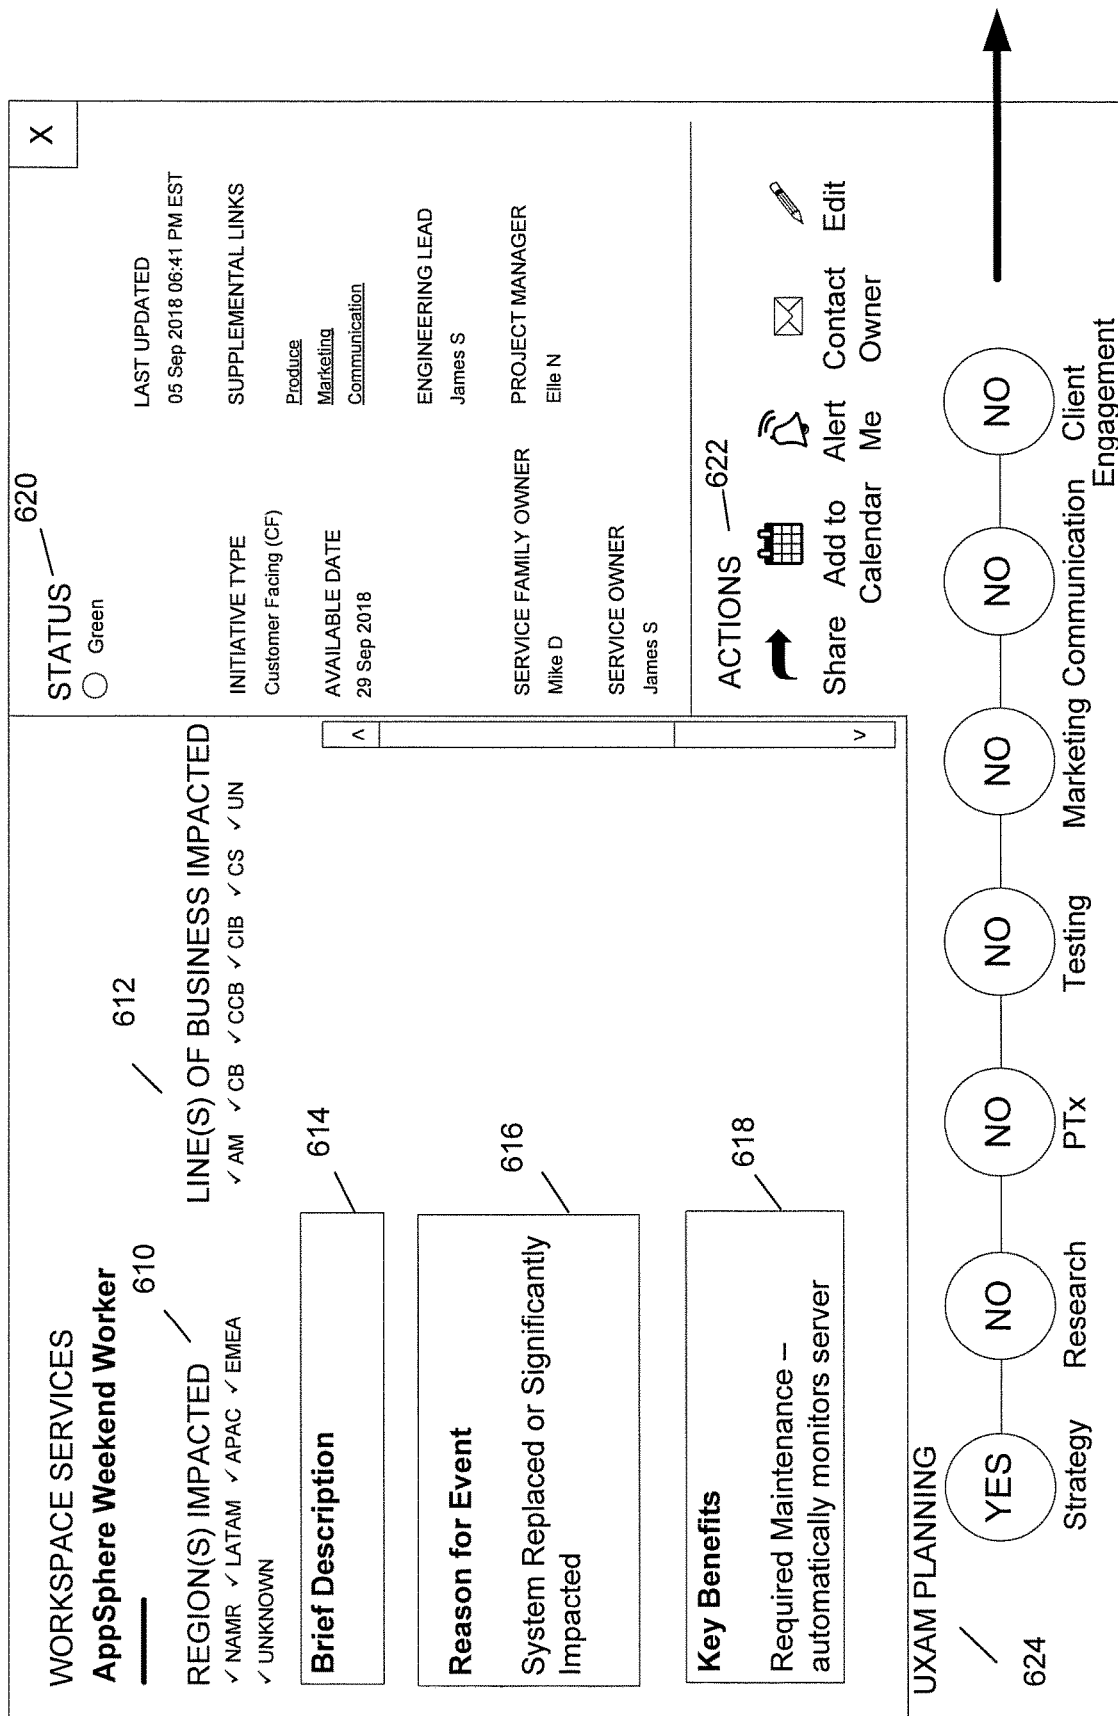 WORKSPACE SERVICES
AppSphere Weekend Worker
610
612
REGION(S) IMPACTED
✓ NAMR ✓ LATAM ✓ APAC ✓ EMEA
✓ UNKNOWN
LINE(S) OF BUSINESS IMPACTED
✓ AM ✓ CB ✓ CCB ✓ CIB ✓ CS ✓ UN
614
Brief Description
616
Reason for Event
System Replaced or Significantly
Impacted
618
Key Benefits
Required Maintenance –
automatically monitors server
X
620
STATUS
Green
LAST UPDATED
05 Sep 2018 06:41 PM EST
INITIATIVE TYPE
Customer Facing (CF)
SUPPLEMENTAL LINKS
Produce
Marketing
Communication
AVAILABLE DATE
29 Sep 2018
ENGINEERING LEAD
James S
SERVICE FAMILY OWNER
Mike D
PROJECT MANAGER
Elle N
SERVICE OWNER
James S
ACTIONS
622
Share
Add to
Calendar
Alert
Me
Contact
Owner
Edit
UXAM PLANNING
624
YES NO NO NO NO NO NO
Strategy Research PTx Testing Marketing Communication Client
Engagement